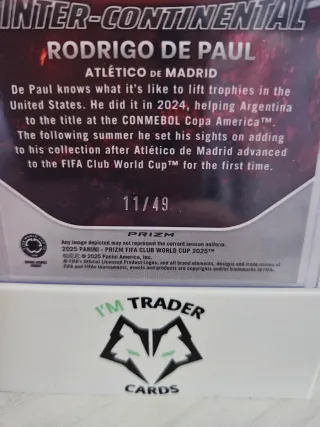 INTER-CONTINENTAL
RODRIGO DE PAUL
ATLÉTICO DE MADRID
De Paul knows what it's like to lift trophies in the
United States. He did it in 2024, helping Argentina
to the title at the CONMEBOL Copa America™.
The following summer he set his sights on adding
to his collection after Atlético de Madrid advanced
to the FIFA Club World Cup™ for the first time.
11/49
PRIZM
Any image depicted may not represent the current season uniform.
2025 PANINI - PRIZM FIFA CLUB WORLD CUP 2025™
© 2025 Panini America, Inc.
I'M TRADER
CARDS